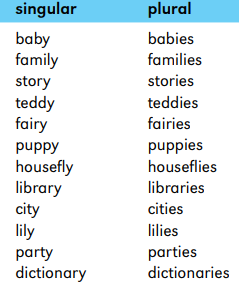 singular plural
baby babies
family families
story stories
teddy teddies
fairy fairies
puppy puppies
housefly houseflies
library libraries
city cities
lily lilies
party parties
dictionary dictionaries